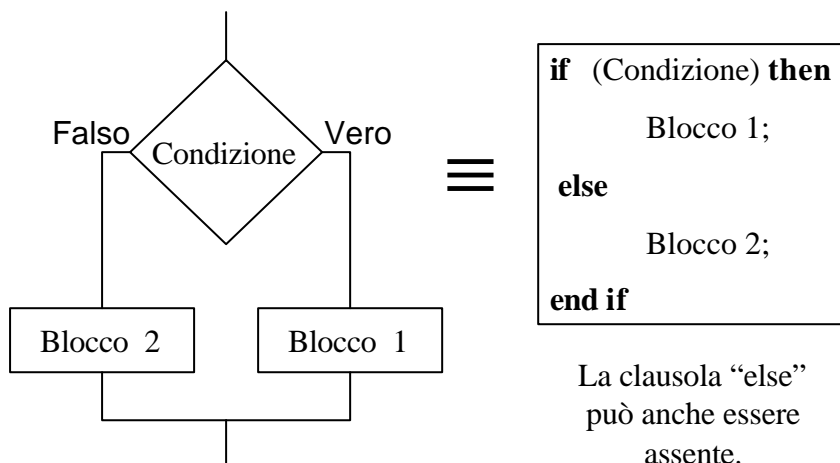 Falso
Vero
Condizione
Blocco 2
Blocco 1
≡
if (Condizione) then
Blocco 1;
else
Blocco 2;
end if
La clausola “else”
può anche essere
assente.